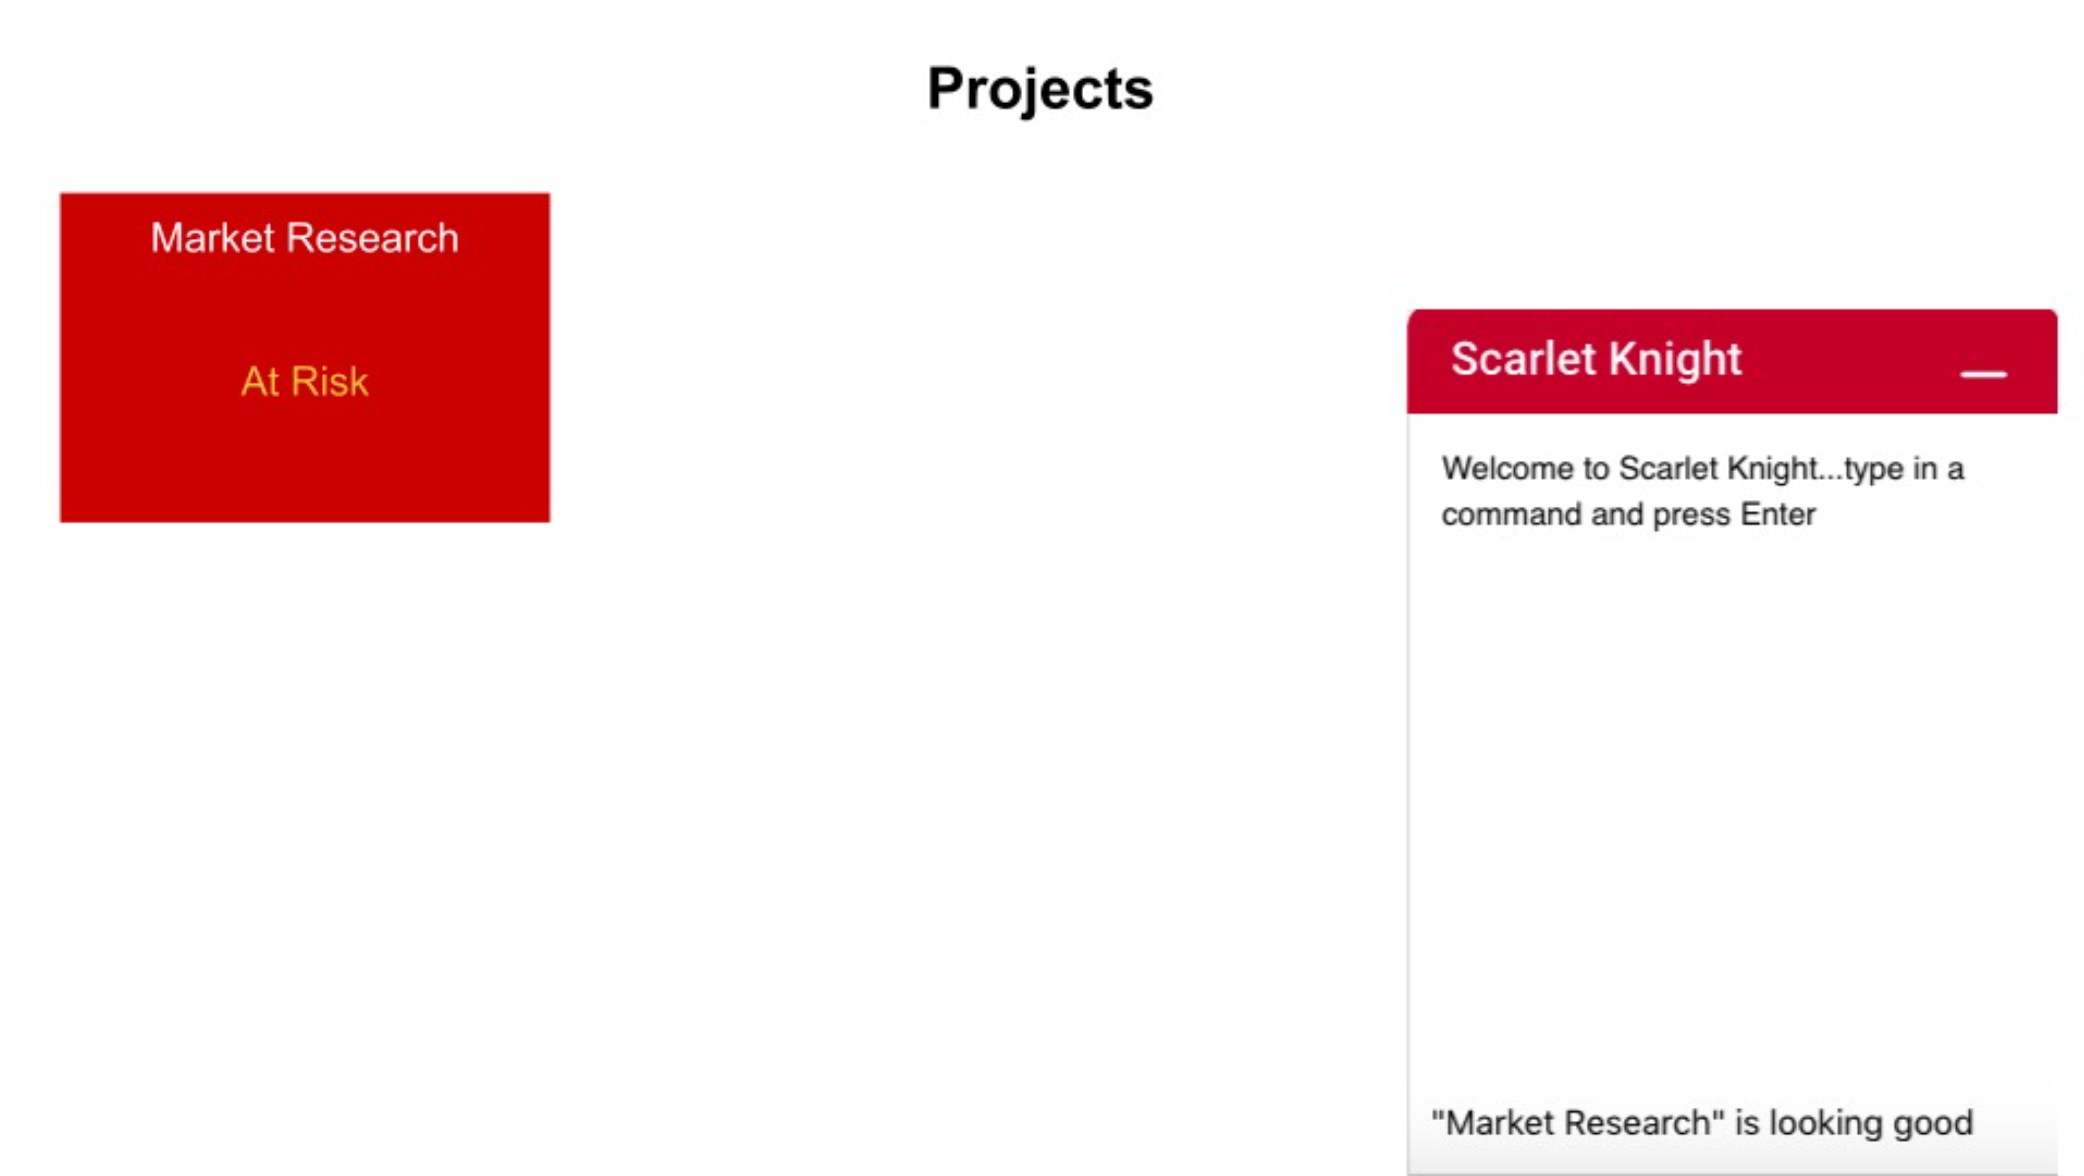 Projects
Market Research
At Risk
Scarlet Knight
Welcome to Scarlet Knight...type in a
command and press Enter
"Market Research" is looking good